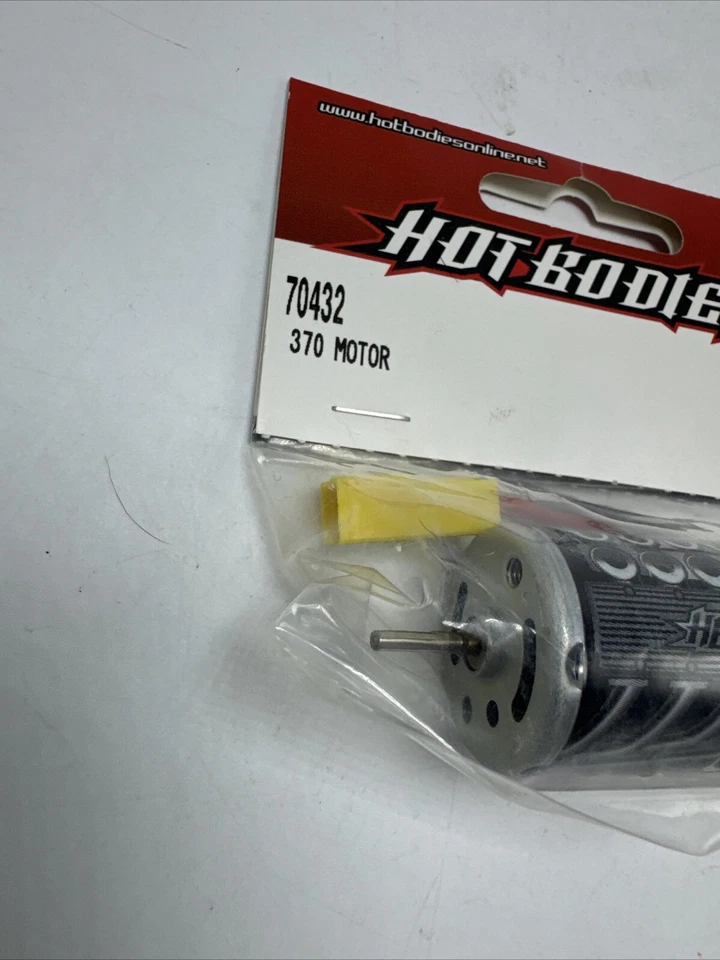 www.hotbodiesonline.net
HOT BODIE
70432
370 MOTOR